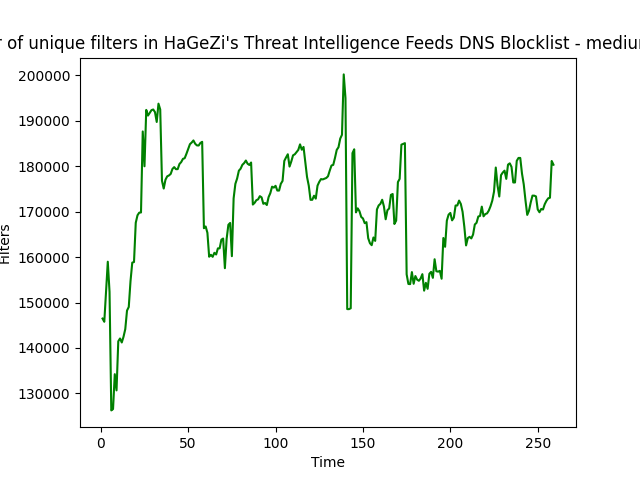 r of unique filters in HaGeZi's Threat Intelligence Feeds DNS Blocklist - mediu
200000
190000
180000
170000
160000
150000
140000
130000
Filters
0 50 100 150 200 250
Time